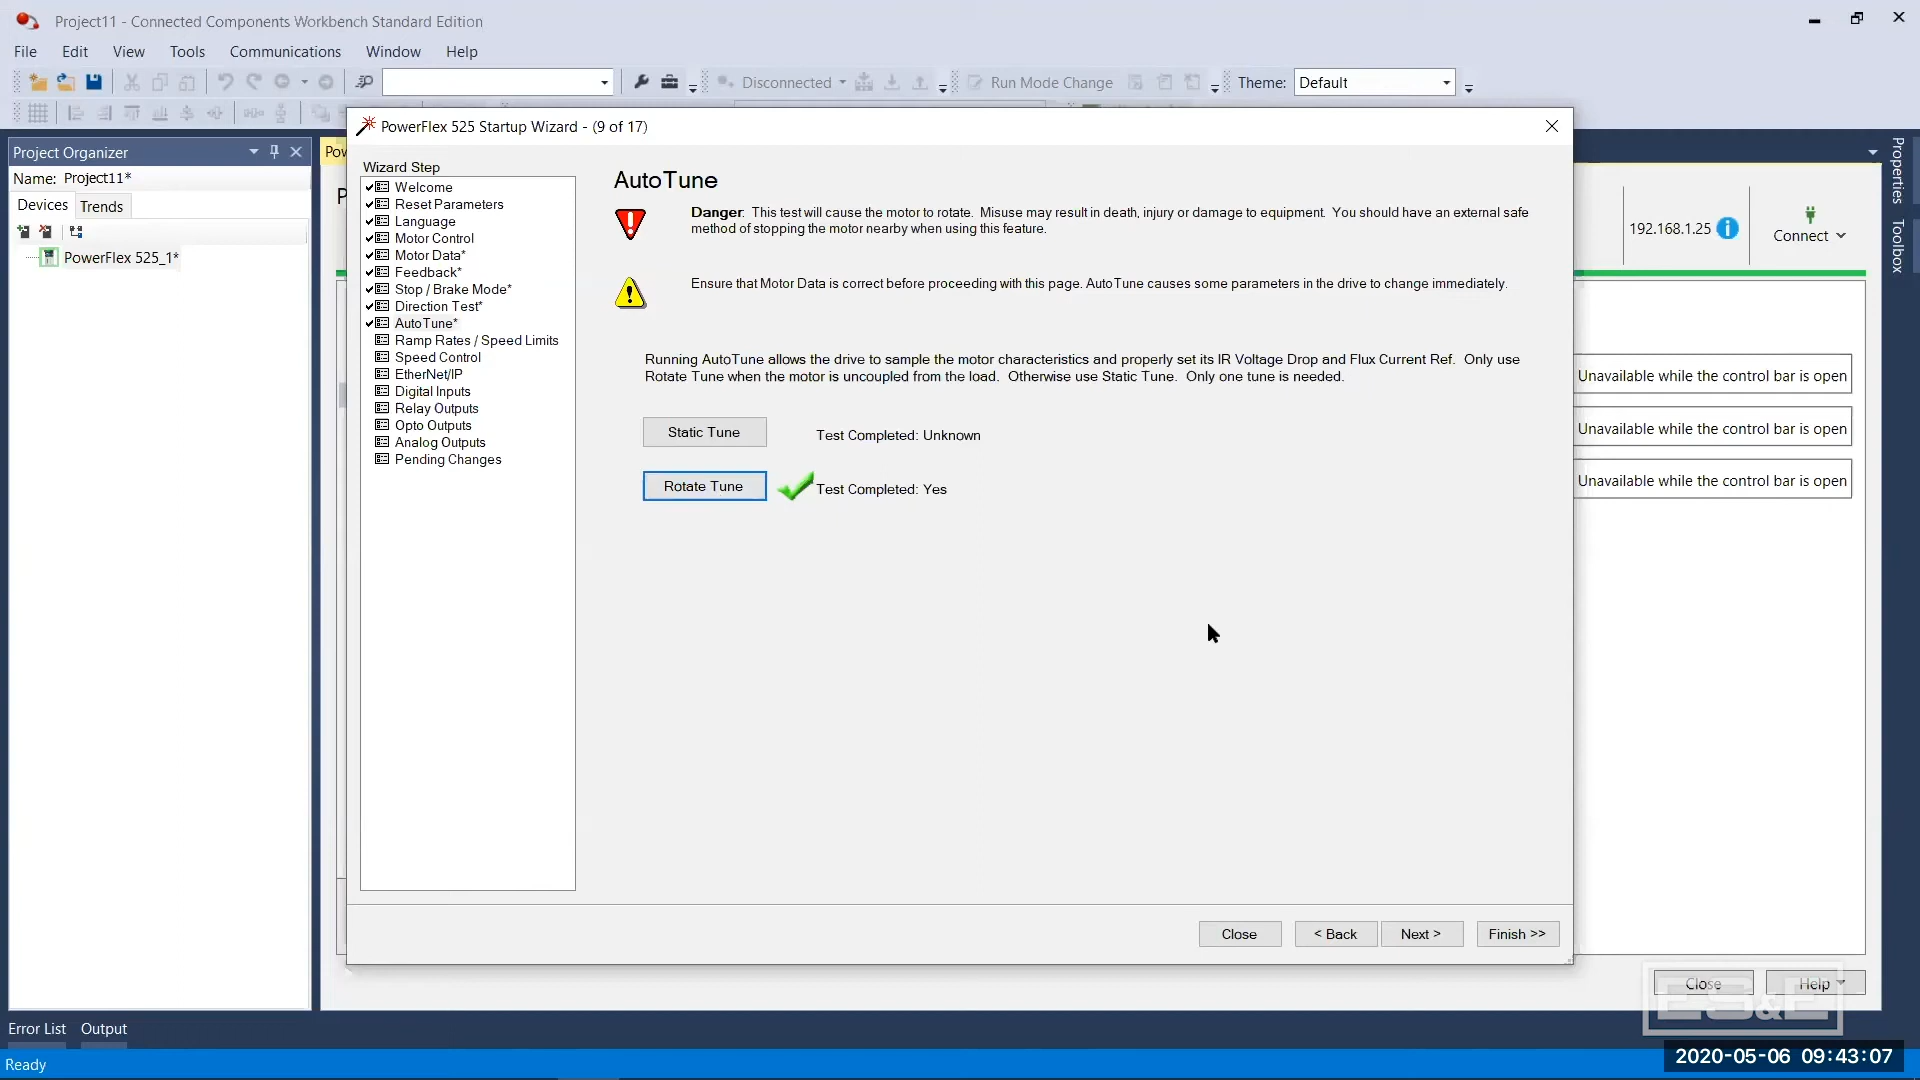 Project11 - Connected Components Workbench Standard Edition
File Edit View Tools Communications Window Help
Disconnected Run Mode Change Theme: Default
PowerFlex 525 Startup Wizard - (9 of 17)
Project Organizer
Name: Project11*
Devices Trends
PowerFlex 525_1*
Pow
P
Wizard Step
Welcome
Reset Parameters
Language
Motor Control
Motor Data*
Feedback*
Stop / Brake Mode*
Direction Test*
AutoTune*
Ramp Rates / Speed Limits
Speed Control
EtherNet/IP
Digital Inputs
Relay Outputs
Opto Outputs
Analog Outputs
Pending Changes
AutoTune
Danger: This test will cause the motor to rotate. Misuse may result in death, injury or damage to equipment. You should have an external safe
method of stopping the motor nearby when using this feature.
Ensure that Motor Data is correct before proceeding with this page. AutoTune causes some parameters in the drive to change immediately.
Running AutoTune allows the drive to sample the motor characteristics and properly set its IR Voltage Drop and Flux Current Ref. Only use
Rotate Tune when the motor is uncoupled from the load. Otherwise use Static Tune. Only one tune is needed.
Static Tune Test Completed: Unknown
Rotate Tune Test Completed: Yes
Close < Back Next > Finish >>
192.168.1.25
Connect
Unavailable while the control bar is open
Unavailable while the control bar is open
Unavailable while the control bar is open
Properties
Toolbox
Close Help
ES&E
Error List Output
Ready
2020-05-06 09:43:07